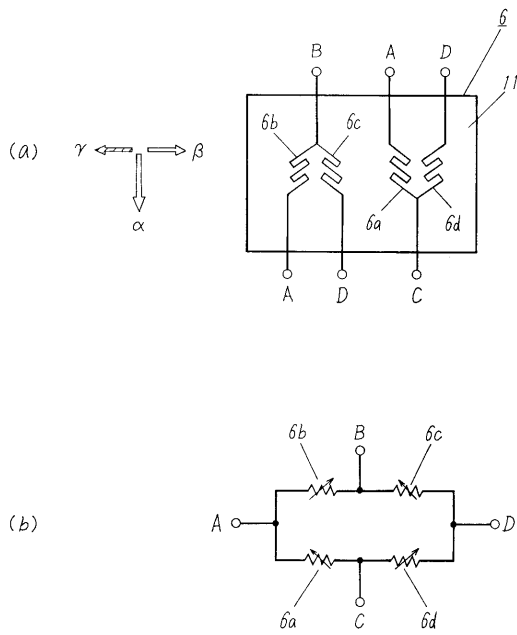 6
B A D
11
6b 6c
(a) γ β
α
6a 6d
A D C
6b B 6c
(b) A D
6a C 6d